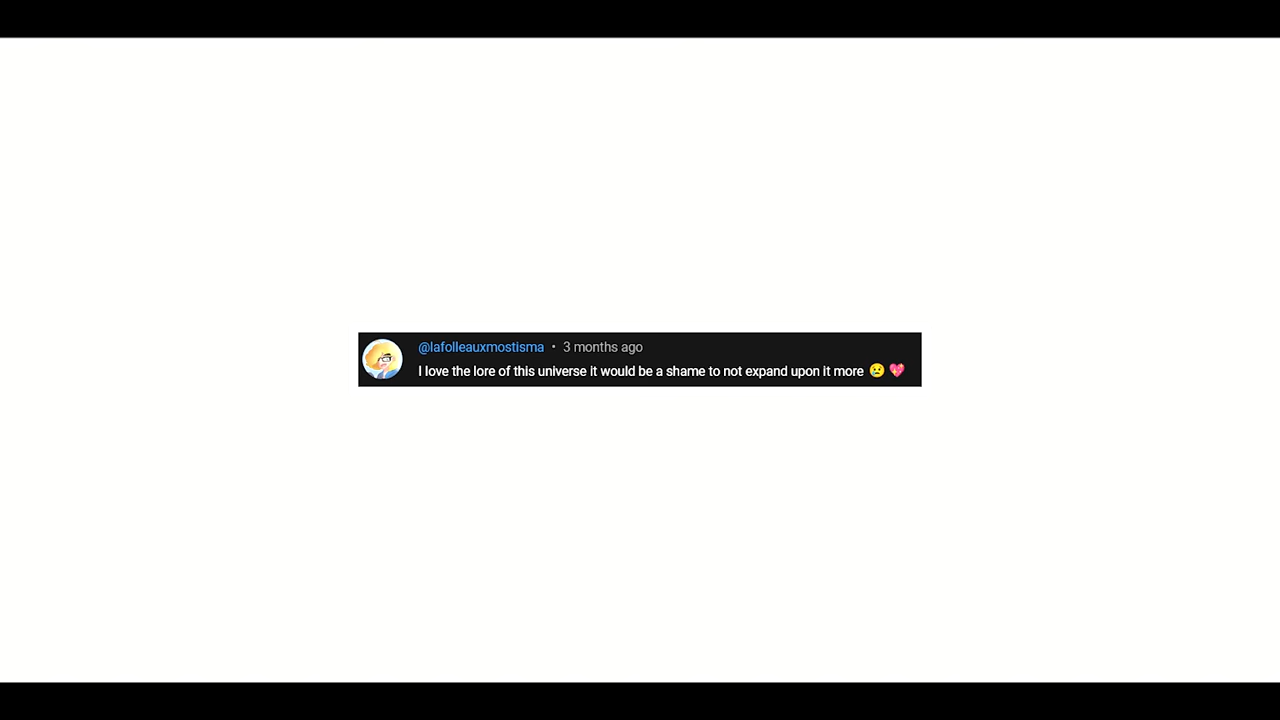 @lafolleauxmostisma • 3 months ago
I love the lore of this universe it would be a shame to not expand upon it more 😢 💖